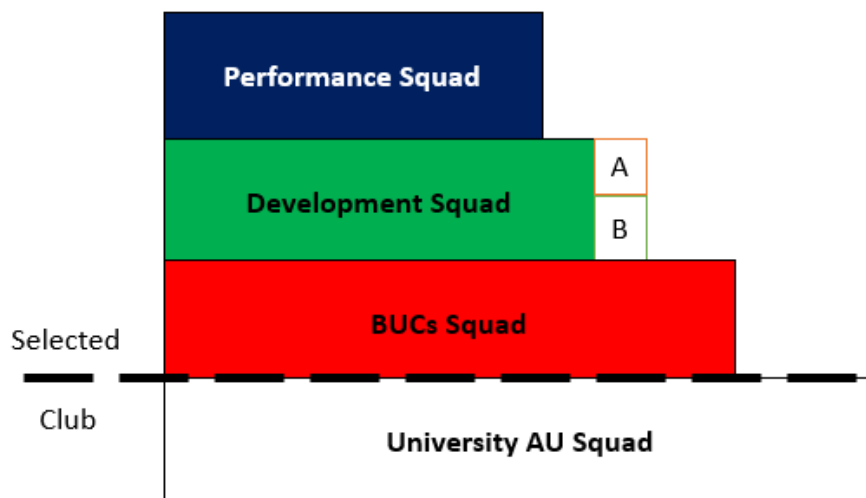 Performance Squad
A
Development Squad
B
BUCs Squad
Selected
Club
University AU Squad